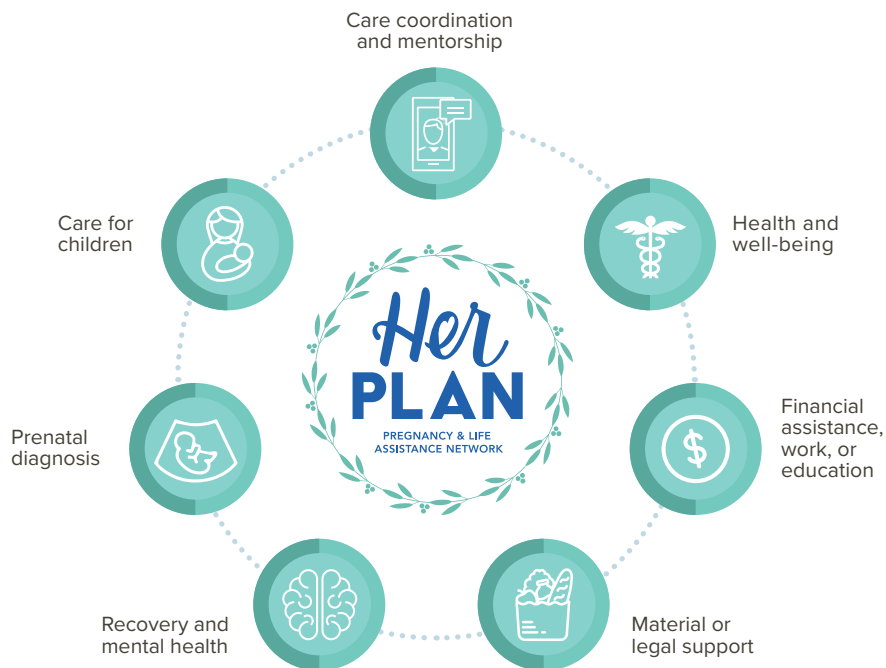 Care coordination
and mentorship
Care for
children
Health and
well-being
Her
PLAN
PREGNANCY & LIFE
ASSISTANCE NETWORK
Prenatal
diagnosis
Financial
assistance,
work, or
education
Recovery and
mental health
Material or
legal support